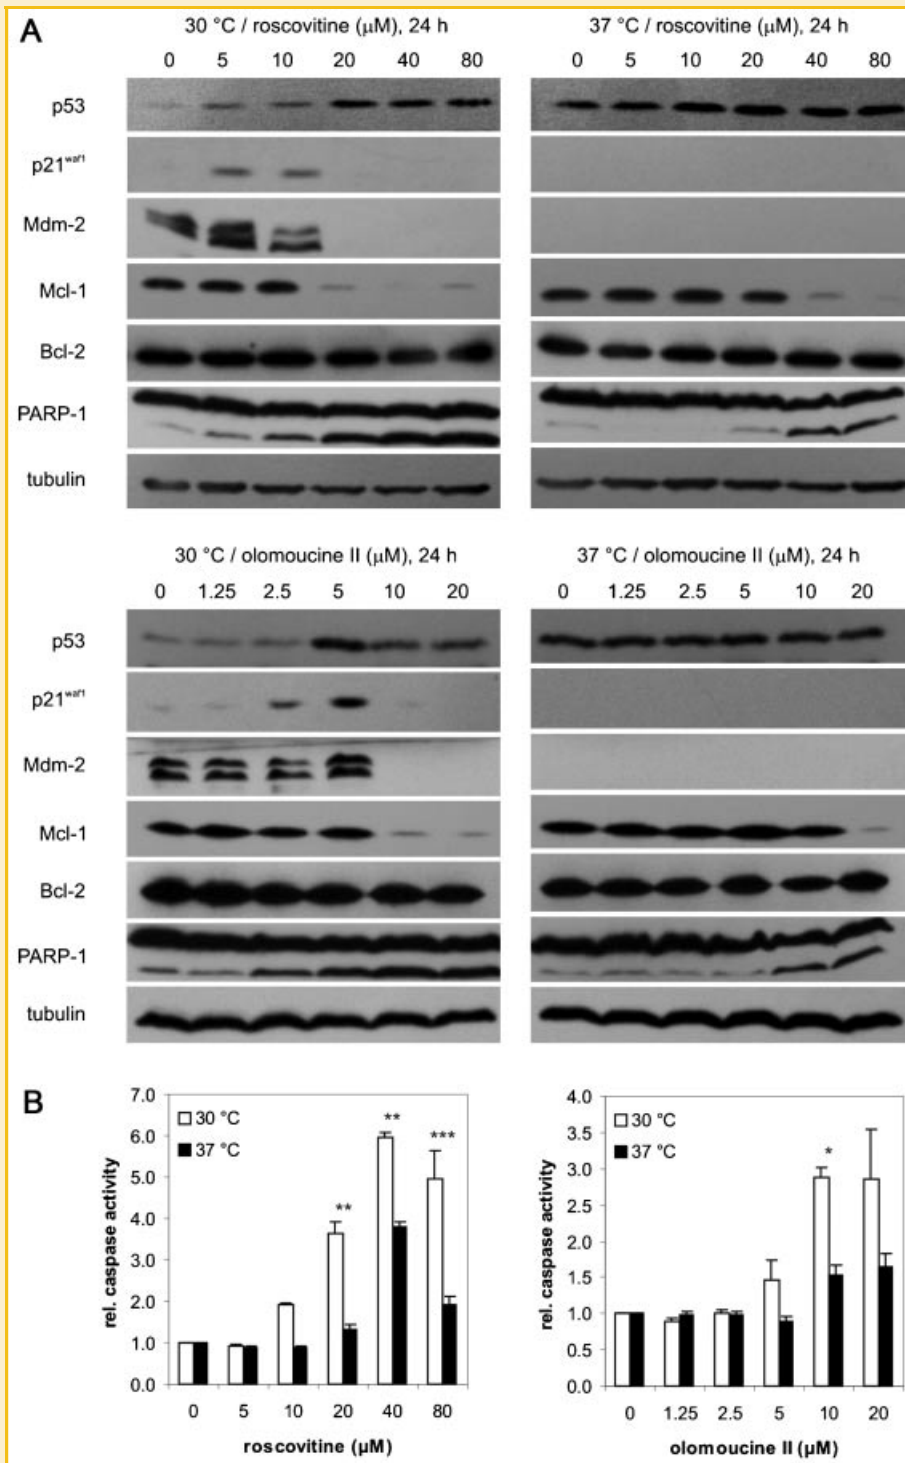 A
30 °C / roscovitine (µM), 24 h
37 °C / roscovitine (µM), 24 h
0 5 10 20 40 80
0 5 10 20 40 80
p53
p21waf1
Mdm-2
Mcl-1
Bcl-2
PARP-1
tubulin
30 °C / olomoucine II (µM), 24 h
37 °C / olomoucine II (µM), 24 h
0 1.25 2.5 5 10 20
0 1.25 2.5 5 10 20
p53
p21waf1
Mdm-2
Mcl-1
Bcl-2
PARP-1
tubulin
B
rel. caspase activity
7.0
6.0
5.0
4.0
3.0
2.0
1.0
0.0
30 °C
37 °C
**
**
***
0 5 10 20 40 80
roscovitine (µM)
rel. caspase activity
4.0
3.5
3.0
2.5
2.0
1.5
1.0
0.5
0.0
30 °C
37 °C
*
0 1.25 2.5 5 10 20
olomoucine II (µM)